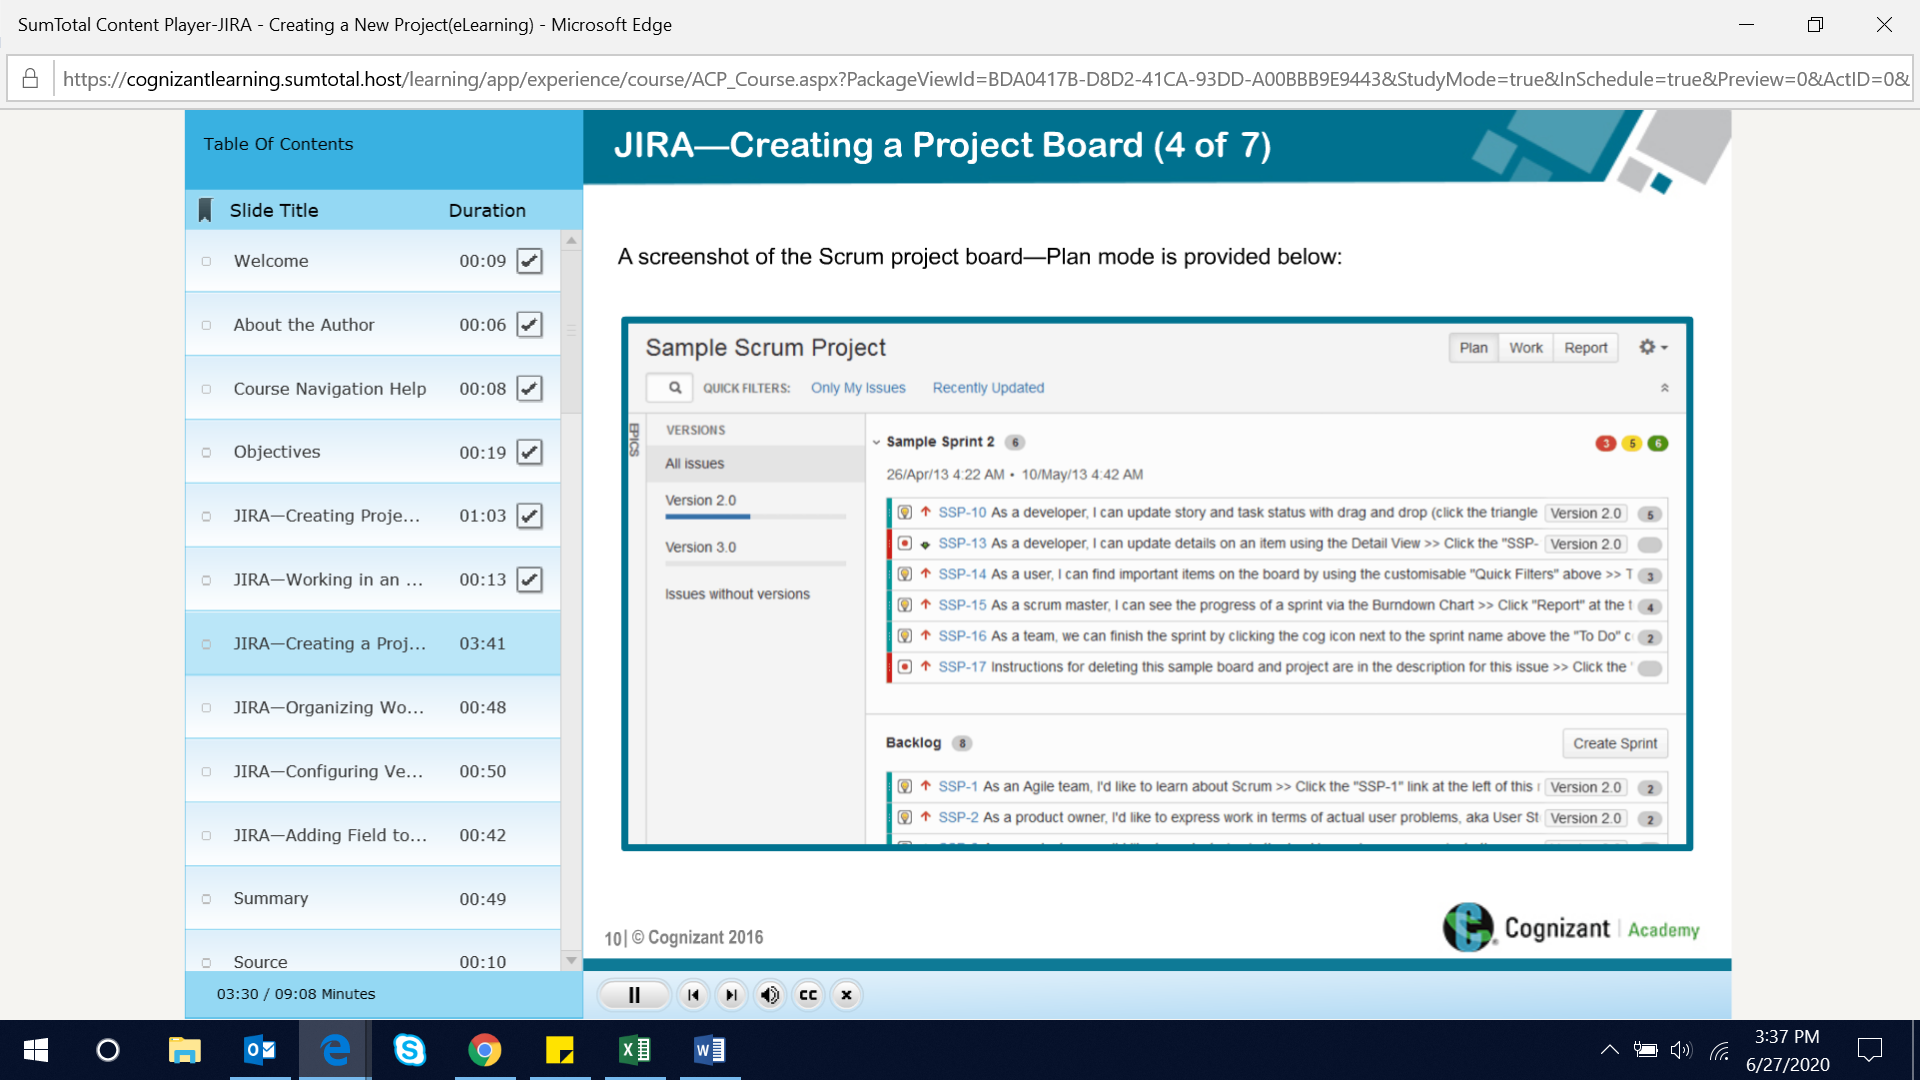 SumTotal Content Player-JIRA - Creating a New Project(eLearning) - Microsoft Edge
https://cognizantlearning.sumtotal.host/learning/app/experience/course/ACP_Course.aspx?PackageViewId=BDA0417B-D8D2-41CA-93DD-A00BBB9E9443&StudyMode=true&InSchedule=true&Preview=0&ActID=0&
Table Of Contents
Slide Title Duration
Welcome 00:09
About the Author 00:06
Course Navigation Help 00:08
Objectives 00:19
JIRA—Creating Proje... 01:03
JIRA—Working in an ... 00:13
JIRA—Creating a Proj... 03:41
JIRA—Organizing Wo... 00:48
JIRA—Configuring Ve... 00:50
JIRA—Adding Field to... 00:42
Summary 00:49
Source 00:10
03:30 / 09:08 Minutes
JIRA—Creating a Project Board (4 of 7)
A screenshot of the Scrum project board—Plan mode is provided below:
Sample Scrum Project
Plan Work Report
QUICK FILTERS: Only My Issues Recently Updated
EPICS
VERSIONS
All issues
Version 2.0
Version 3.0
Issues without versions
Sample Sprint 2 6
3 5 6
26/Apr/13 4:22 AM • 10/May/13 4:42 AM
SSP-10 As a developer, I can update story and task status with drag and drop (click the triangle Version 2.0 5
SSP-13 As a developer, I can update details on an item using the Detail View >> Click the "SSP- Version 2.0
SSP-14 As a user, I can find important items on the board by using the customisable "Quick Filters" above >> T 3
SSP-15 As a scrum master, I can see the progress of a sprint via the Burndown Chart >> Click "Report" at the t 4
SSP-16 As a team, we can finish the sprint by clicking the cog icon next to the sprint name above the "To Do" c 2
SSP-17 Instructions for deleting this sample board and project are in the description for this issue >> Click the "
Backlog 8
Create Sprint
SSP-1 As an Agile team, I'd like to learn about Scrum >> Click the "SSP-1" link at the left of this r Version 2.0 2
SSP-2 As a product owner, I'd like to express work in terms of actual user problems, aka User St Version 2.0 2
10| © Cognizant 2016
Cognizant | Academy
CC
3:37 PM
6/27/2020